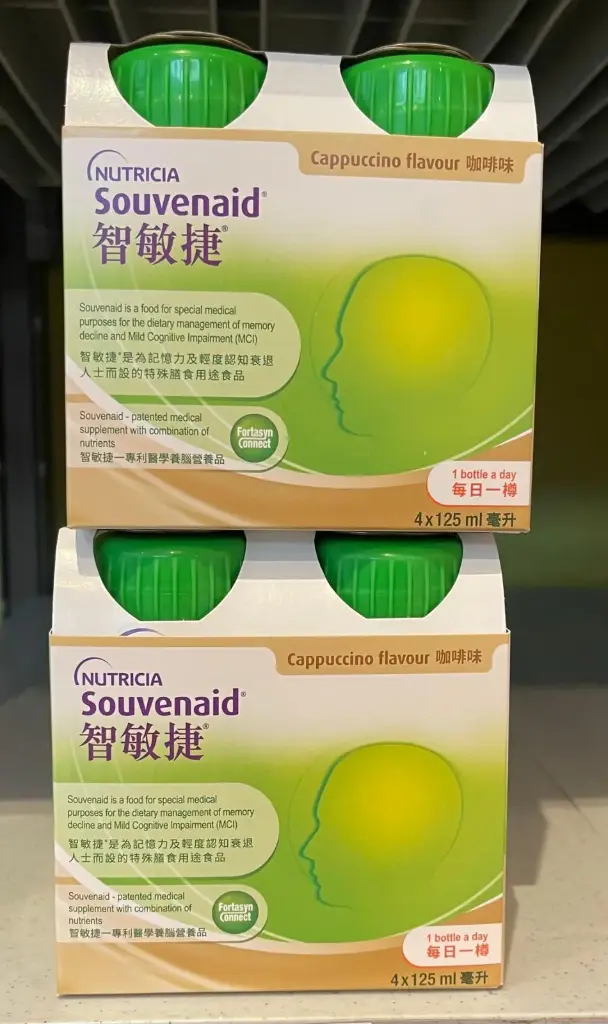 Cappuccino flavour 咖啡味
NUTRICIA
Souvenaid®
智敏捷®
Souvenaid is a food for special medical
purposes for the dietary management of memory
decline and Mild Cognitive Impairment (MCI)
智敏捷®是為記憶力及輕度認知衰退
人士而設的特殊膳食用途食品
Souvenaid - patented medical
supplement with combination of
nutrients
智敏捷－專利醫學養腦營養品
Fortasyn
Connect
1 bottle a day
每日一樽
4 x 125 ml 毫升
Cappuccino flavour 咖啡味
NUTRICIA
Souvenaid®
智敏捷®
Souvenaid is a food for special medical
purposes for the dietary management of memory
decline and Mild Cognitive Impairment (MCI)
智敏捷®是為記憶力及輕度認知衰退
人士而設的特殊膳食用途食品
Souvenaid - patented medical
supplement with combination of
nutrients
智敏捷－專利醫學養腦營養品
Fortasyn
Connect
1 bottle a day
每日一樽
4 x 125 ml 毫升